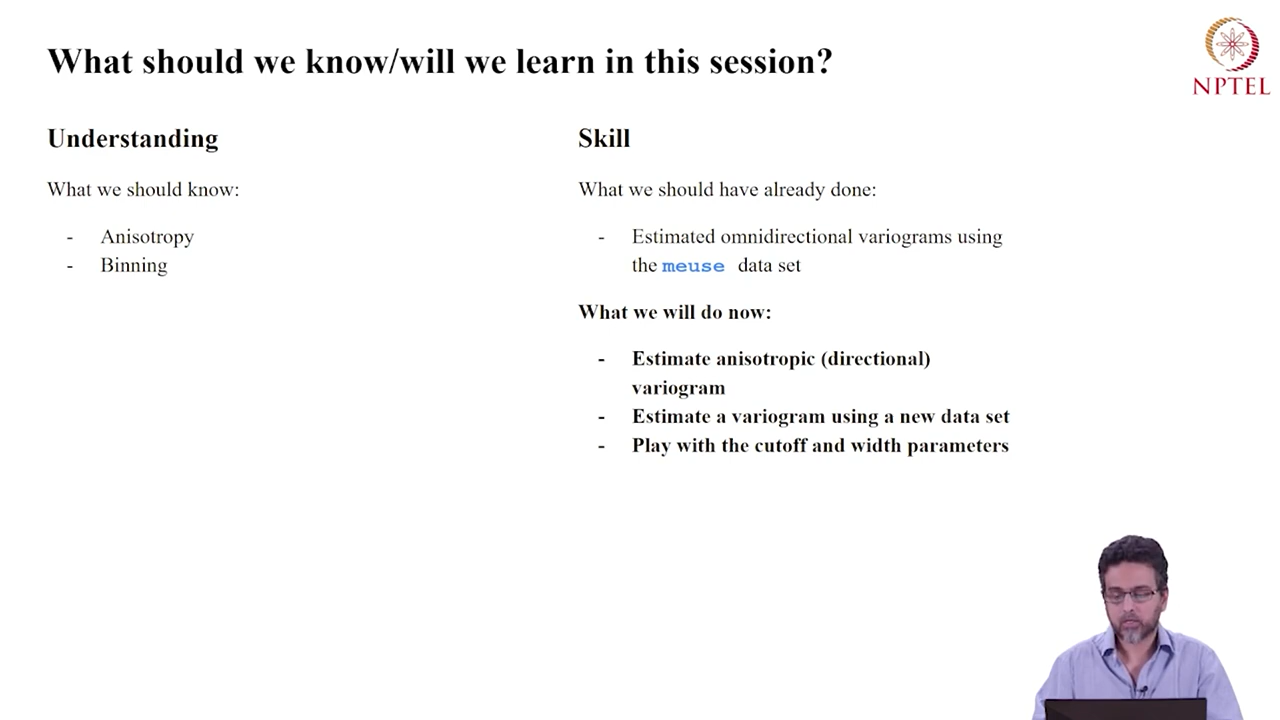 What should we know/will we learn in this session?
NPTEL
Understanding
What we should know:
- Anisotropy
- Binning
Skill
What we should have already done:
- Estimated omnidirectional variograms using
the meuse data set
What we will do now:
- Estimate anisotropic (directional)
variogram
- Estimate a variogram using a new data set
- Play with the cutoff and width parameters